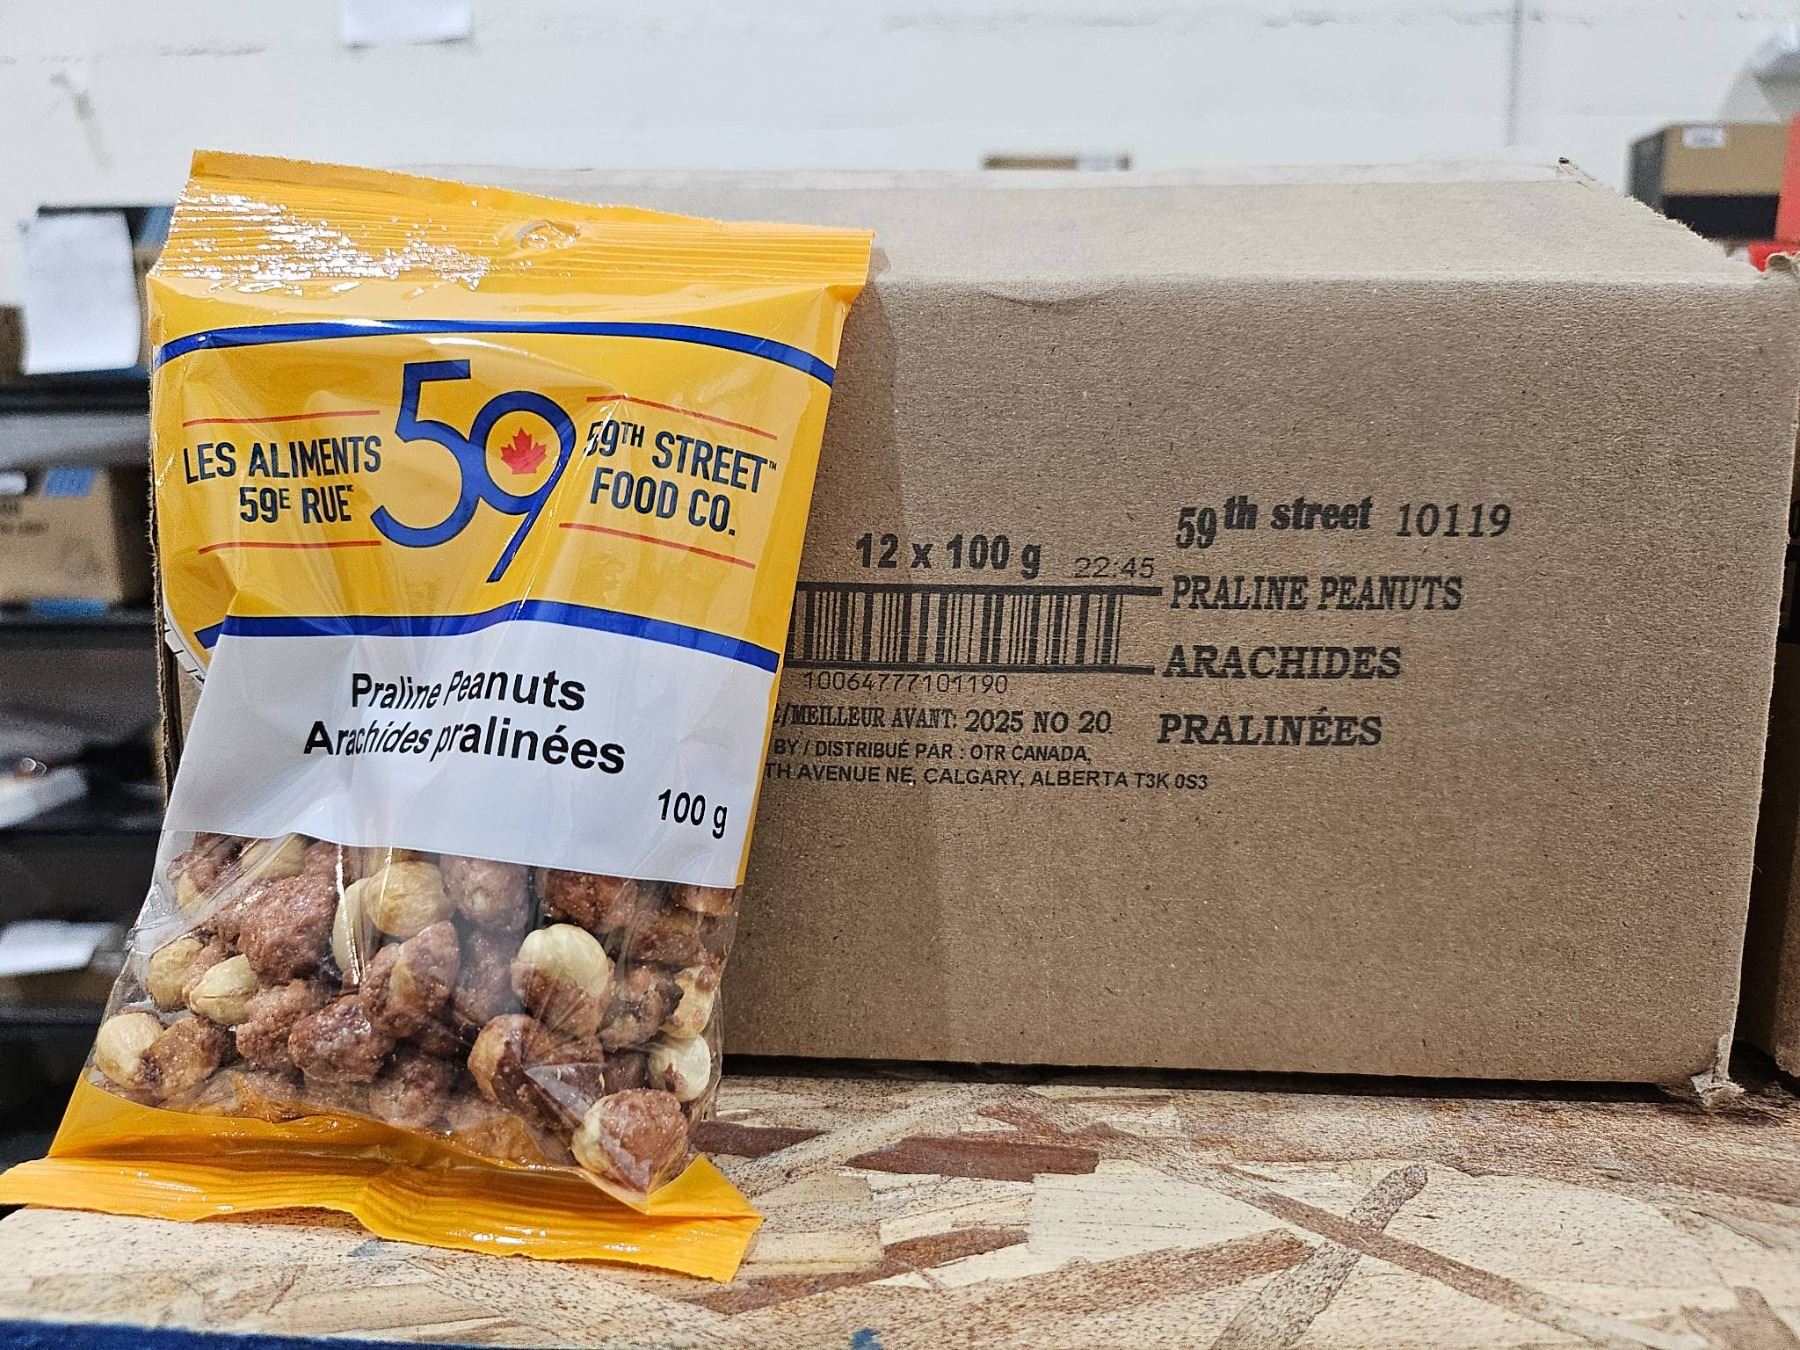 LES ALIMENTS
59E RUE
59
59TH STREET™
FOOD CO.
Praline Peanuts
Arachides pralinées
100 g
12 x 100 g 22:45
10064777101190
/MEILLEUR AVANT: 2025 NO 20
BY / DISTRIBUÉ PAR : OTR CANADA,
TH AVENUE NE, CALGARY, ALBERTA T3K 0S3
59th street 10119
PRALINE PEANUTS
ARACHIDES
PRALINÉES